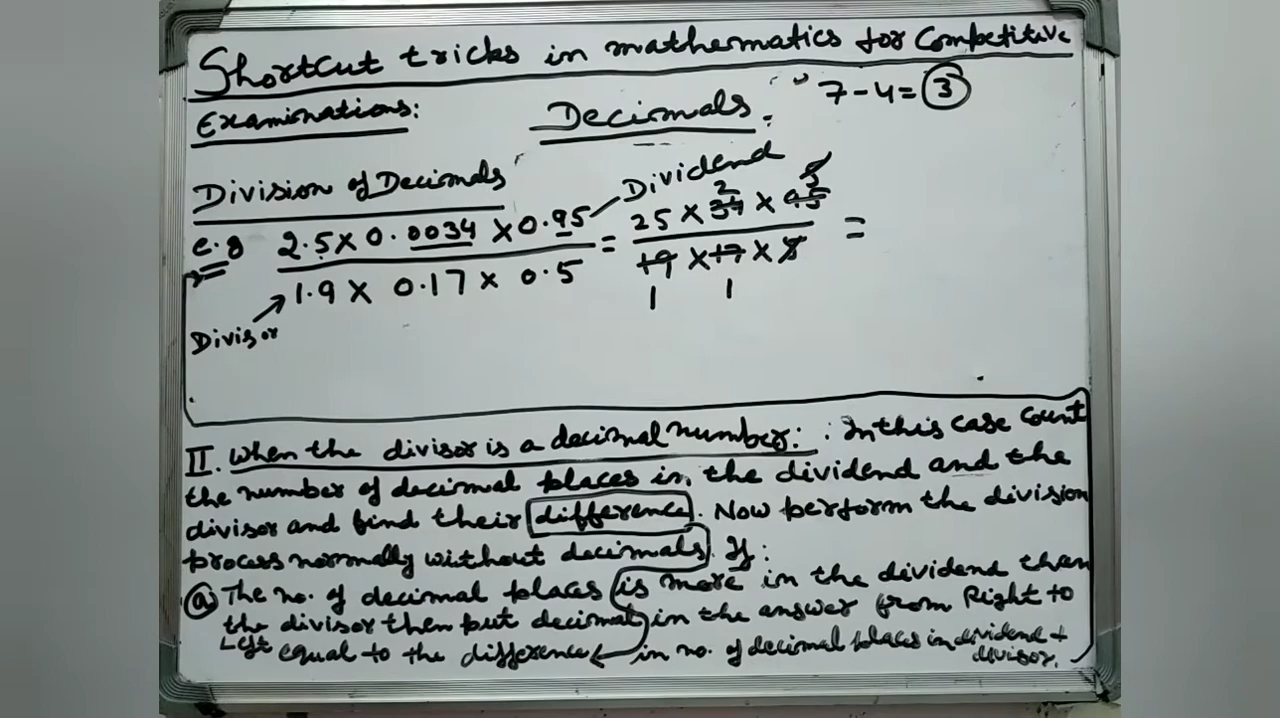 Shortcut tricks in mathematics for Competitive
Examinations: Decimals. 7-4=3
Division of Decimals
e.g 2.5 x 0.0034 x 0.95 Dividend = 25 x 34 x 95 2 5 =
1.9 x 0.17 x 0.5 19 x 17 x 5
1 1
Divisor
II. When the divisor is a decimal number: : In this case count
the number of decimal places in the dividend and the
divisor and find their difference. Now perform the division
process normally without decimals. If:
(a) The no. of decimal places is more in the dividend than
the divisor then put decimal in the answer from Right to
Left equal to the difference in no. of decimal places in dividend +
divisor.